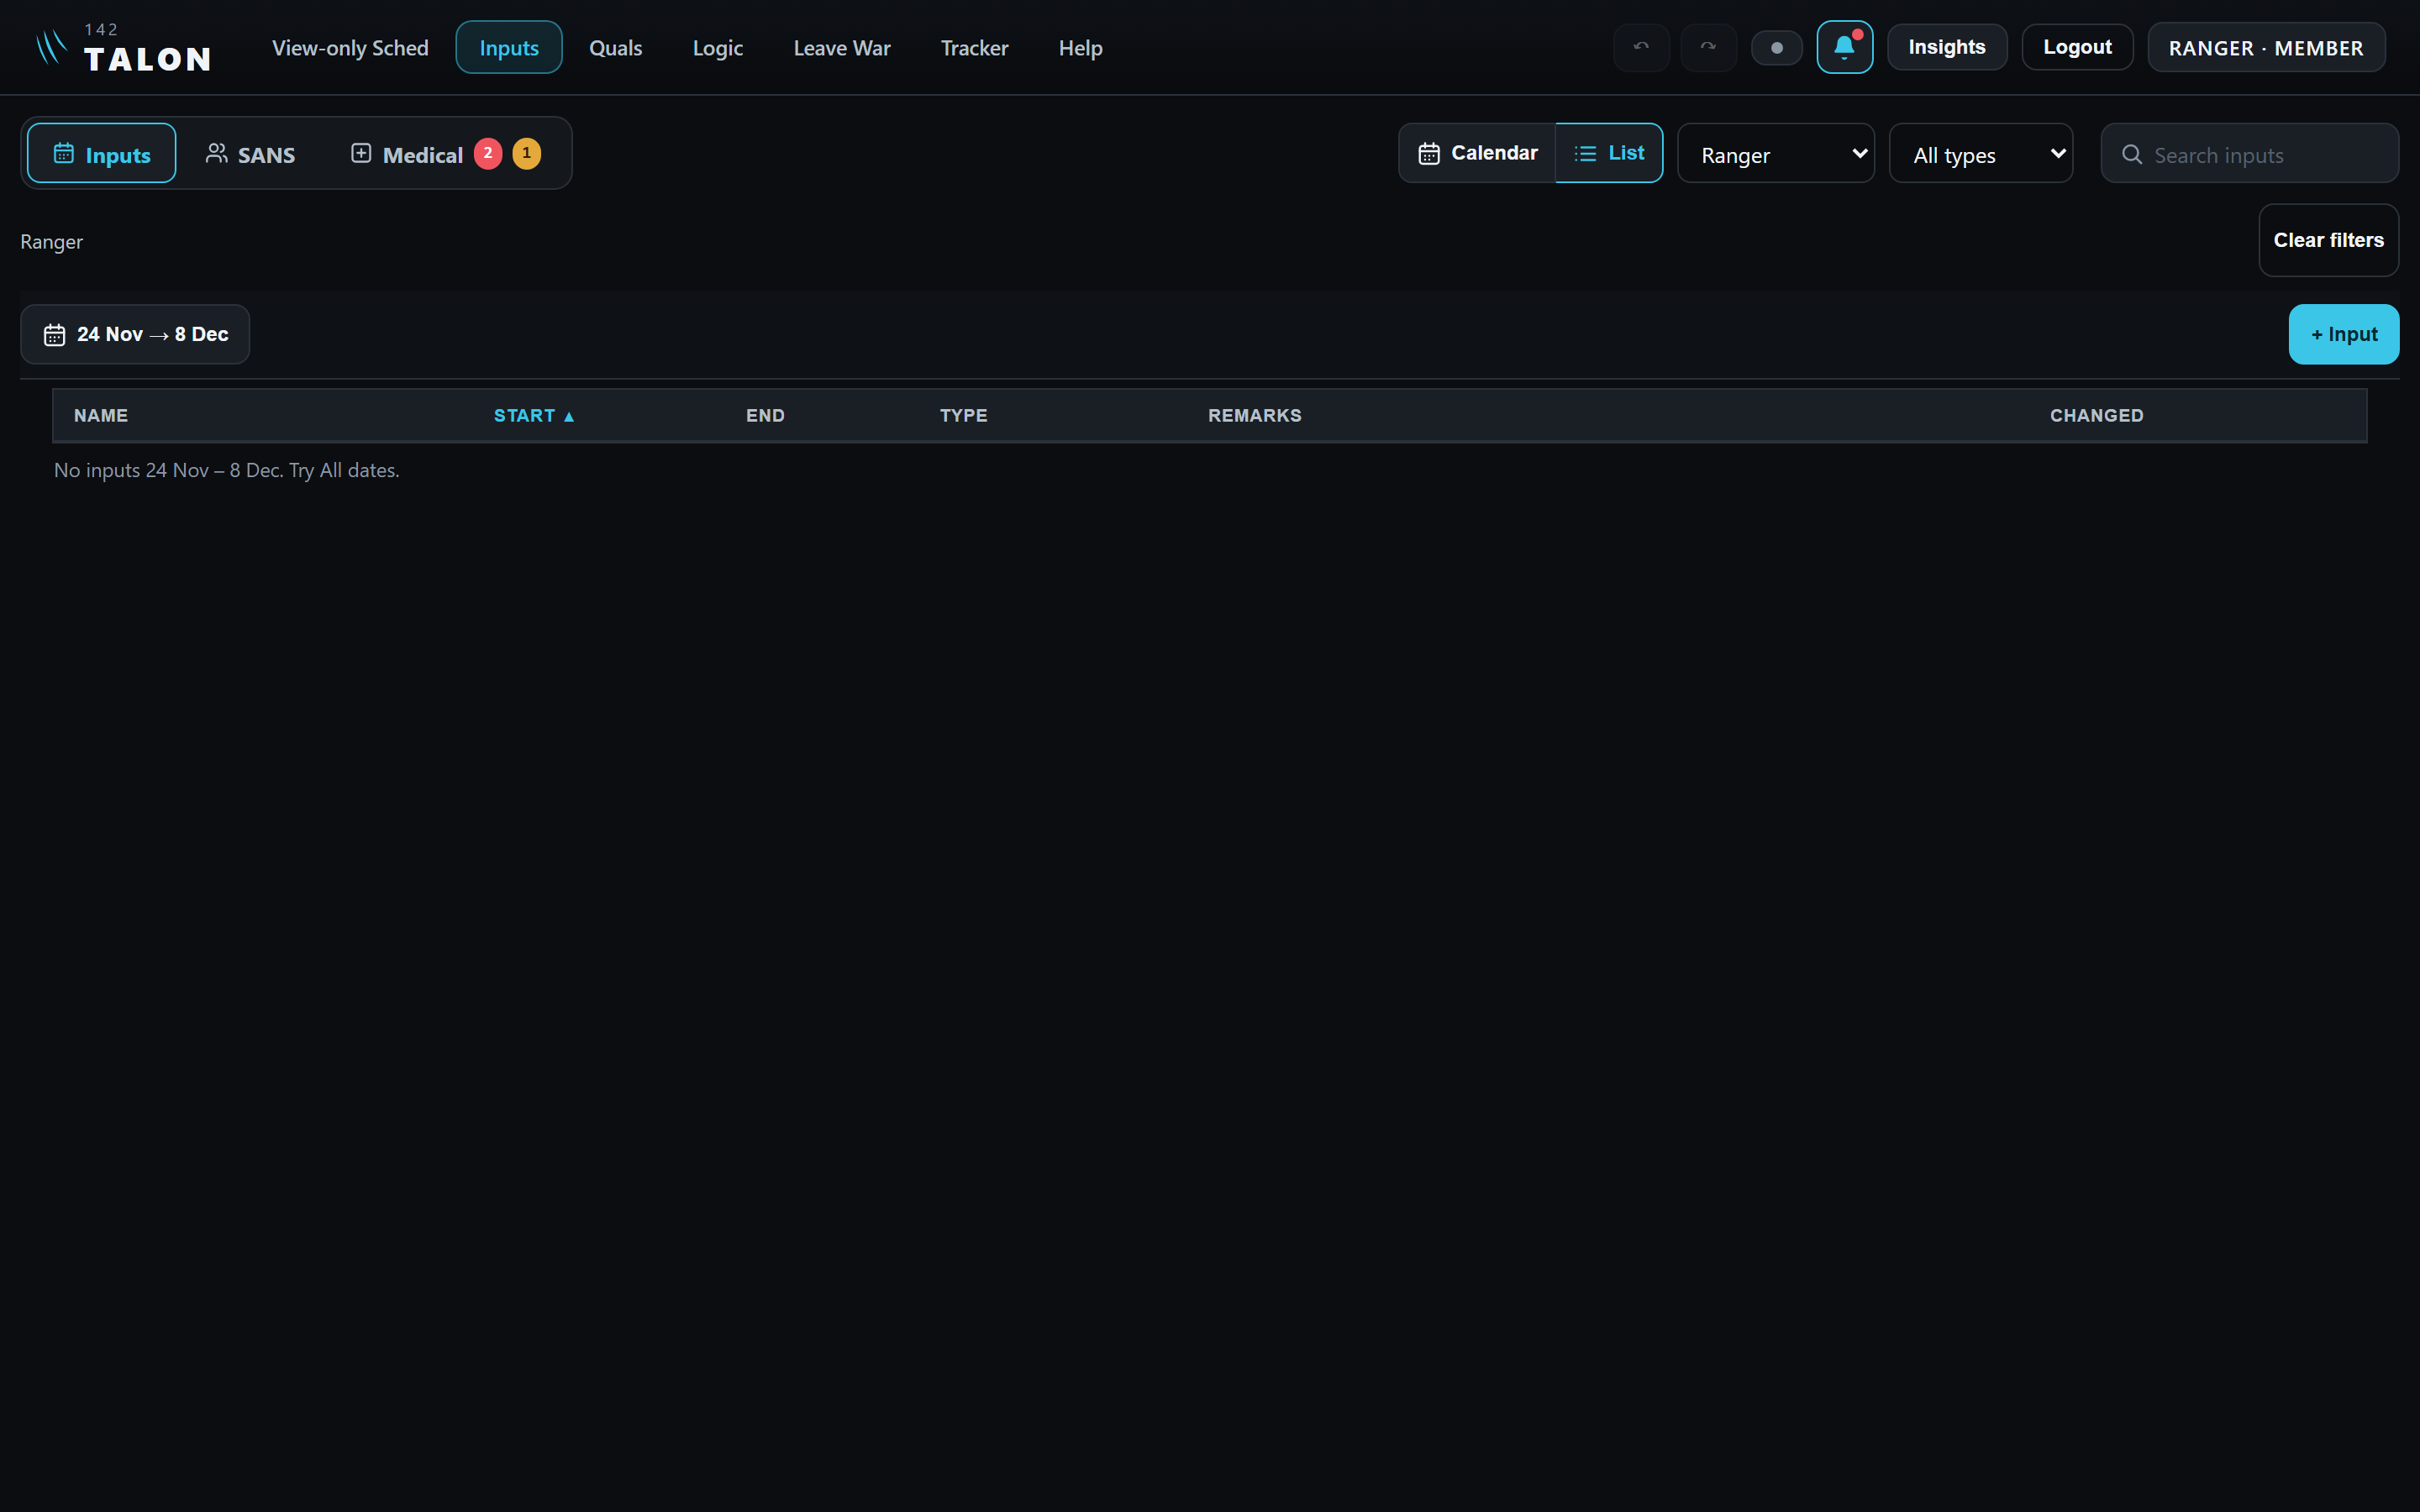 142
TALON
View-only Sched
Inputs
Quals
Logic
Leave War
Tracker
Help
Insights
Logout
RANGER · MEMBER
Inputs
SANS
Medical 2 1
Calendar
List
Ranger
All types
Search inputs
Ranger
Clear filters
24 Nov → 8 Dec
+ Input
NAME START ▲ END TYPE REMARKS CHANGED
No inputs 24 Nov – 8 Dec. Try All dates.